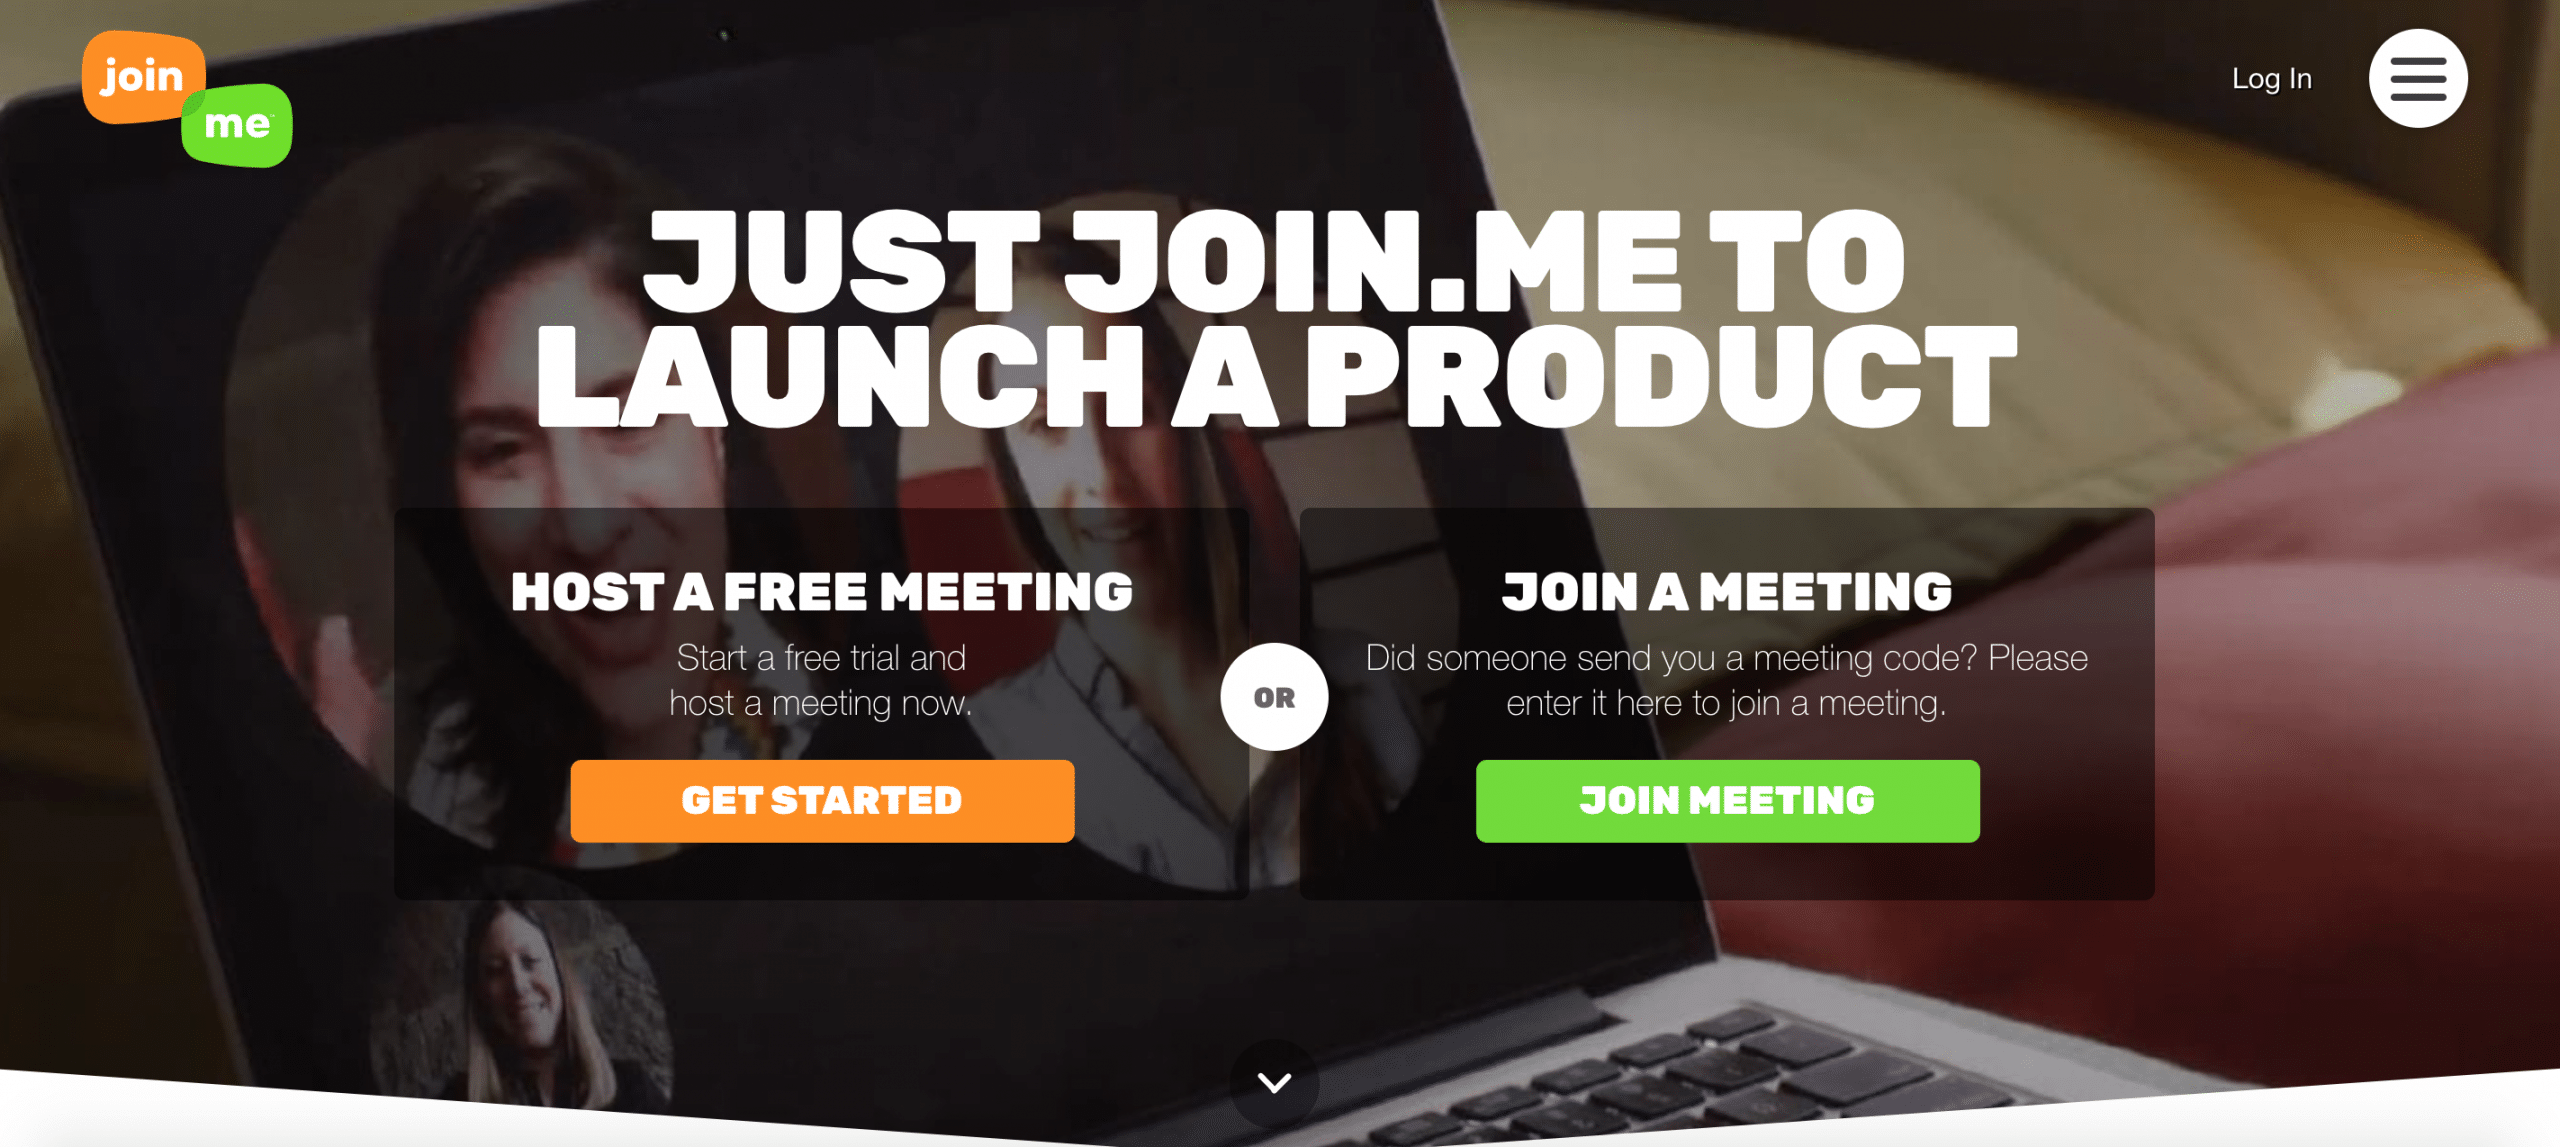 join
me™
Log In
JUST JOIN.ME TO
LAUNCH A PRODUCT
HOST A FREE MEETING
Start a free trial and
host a meeting now.
GET STARTED
OR
JOIN A MEETING
Did someone send you a meeting code? Please
enter it here to join a meeting.
JOIN MEETING